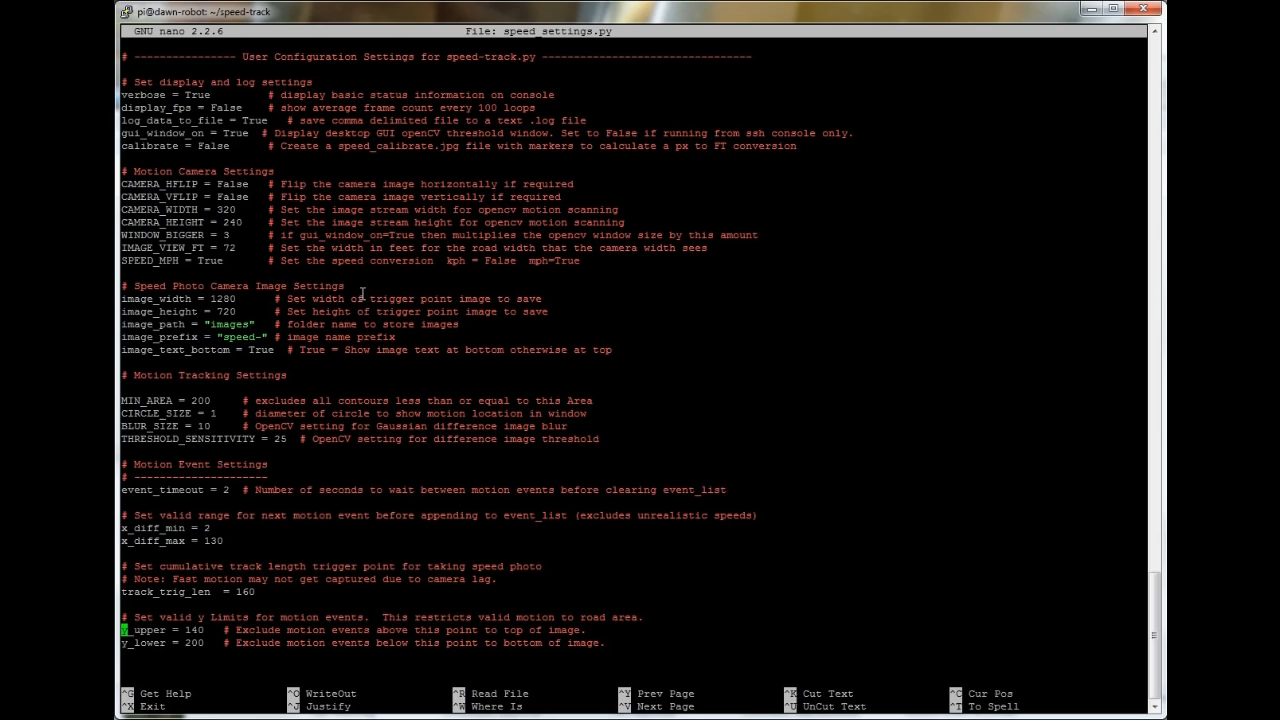 pi@dawn-robot: ~/speed-track
GNU nano 2.2.6 File: speed_settings.py
# ---------------- User Configuration Settings for speed-track.py ---------------------------------
# Set display and log settings
verbose = True # display basic status information on console
display_fps = False # show average frame count every 100 loops
log_data_to_file = True # save comma delimited file to a text .log file
gui_window_on = True # Display desktop GUI openCV threshold window. Set to False if running from ssh console only.
calibrate = False # Create a speed_calibrate.jpg file with markers to calculate a px to FT conversion
# Motion Camera Settings
CAMERA_HFLIP = False # Flip the camera image horizontally if required
CAMERA_VFLIP = False # Flip the camera image vertically if required
CAMERA_WIDTH = 320 # Set the image stream width for opencv motion scanning
CAMERA_HEIGHT = 240 # Set the image stream height for opencv motion scanning
WINDOW_BIGGER = 3 # if gui_window_on=True then multiplies the opencv window size by this amount
IMAGE_VIEW_FT = 72 # Set the width in feet for the road width that the camera width sees
SPEED_MPH = True # Set the speed conversion kph = False mph=True
# Speed Photo Camera Image Settings
image_width = 1280 # Set width of trigger point image to save
image_height = 720 # Set height of trigger point image to save
image_path = "images" # folder name to store images
image_prefix = "speed-" # image name prefix
image_text_bottom = True # True = Show image text at bottom otherwise at top
# Motion Tracking Settings
MIN_AREA = 200 # excludes all contours less than or equal to this Area
CIRCLE_SIZE = 1 # diameter of circle to show motion location in window
BLUR_SIZE = 10 # OpenCV setting for Gaussian difference image blur
THRESHOLD_SENSITIVITY = 25 # OpenCV setting for difference image threshold
# Motion Event Settings
# ---------------------
event_timeout = 2 # Number of seconds to wait between motion events before clearing event_list
# Set valid range for next motion event before appending to event_list (excludes unrealistic speeds)
x_diff_min = 2
x_diff_max = 130
# Set cumulative track length trigger point for taking speed photo
# Note: Fast motion may not get captured due to camera lag.
track_trig_len = 160
# Set valid y Limits for motion events. This restricts valid motion to road area.
y_upper = 140 # Exclude motion events above this point to top of image.
y_lower = 200 # Exclude motion events below this point to bottom of image.
^G Get Help ^O WriteOut ^R Read File ^Y Prev Page ^K Cut Text ^C Cur Pos
^X Exit ^J Justify ^W Where Is ^V Next Page ^U UnCut Text ^T To Spell